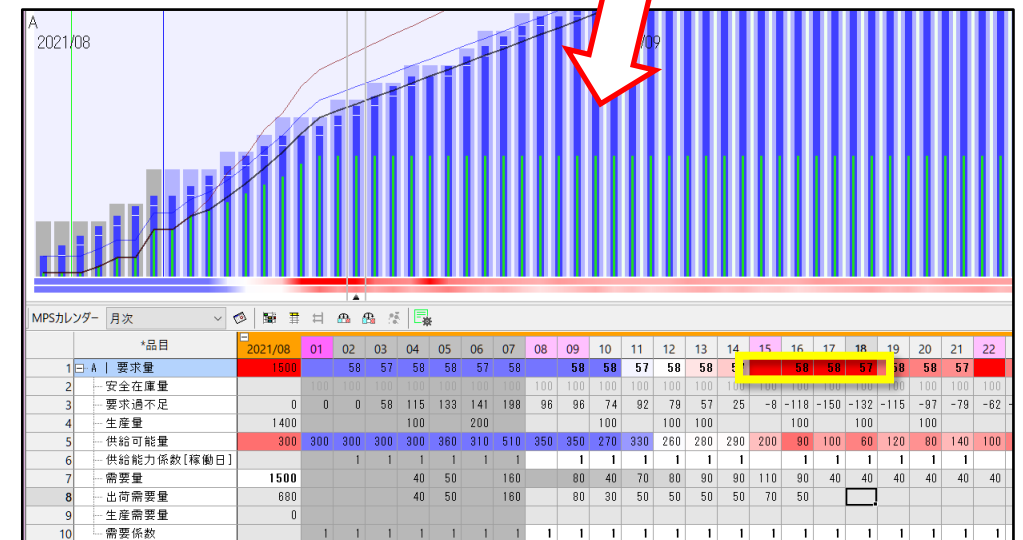 A
2021/08
/09
MPSカレンダー 月次
*品目 2021/08 01 02 03 04 05 06 07 08 09 10 11 12 13 14 15 16 17 18 19 20 21 22
1 A | 要求量 1500 58 57 58 58 57 58 58 58 57 58 58 58 58 57 58 58 57
2 安全在庫量 100 100 100 100 100 100 100 100 100 100 100 100 100 100 100 100 100 100 100 100 100 100
3 要求過不足 0 0 0 58 115 133 141 198 96 96 74 92 79 57 25 -8 -118 -150 -132 -115 -97 -79 -62
4 生産量 1400 100 200 100 100 100 100 100 100
5 供給可能量 300 300 300 300 300 360 310 510 350 350 270 330 260 280 290 200 90 100 60 120 80 140 100
6 供給能力係数[稼働日] 1 1 1 1 1 1 1 1 1 1 1 1 1 1 1 1 1 1
7 需要量 1500 40 50 160 80 40 70 80 90 90 110 90 40 40 40 40 40 40
8 出荷需要量 680 40 50 160 80 30 50 50 50 50 70 50
9 生産需要量 0
10 需要係数 1 1 1 1 1 1 1 1 1 1 1 1 1 1 1 1 1 1 1 1 1 1